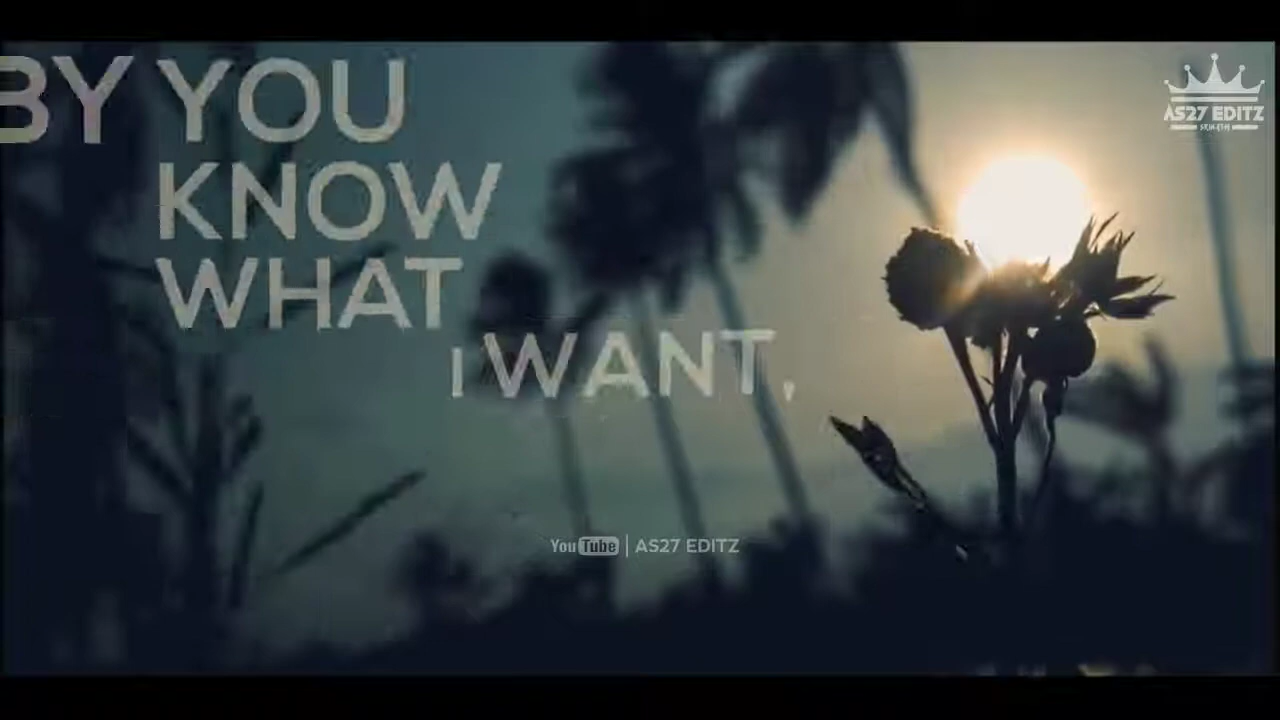 BY YOU
KNOW
WHAT
I WANT,
AS27 EDITZ
YouTube | AS27 EDITZ